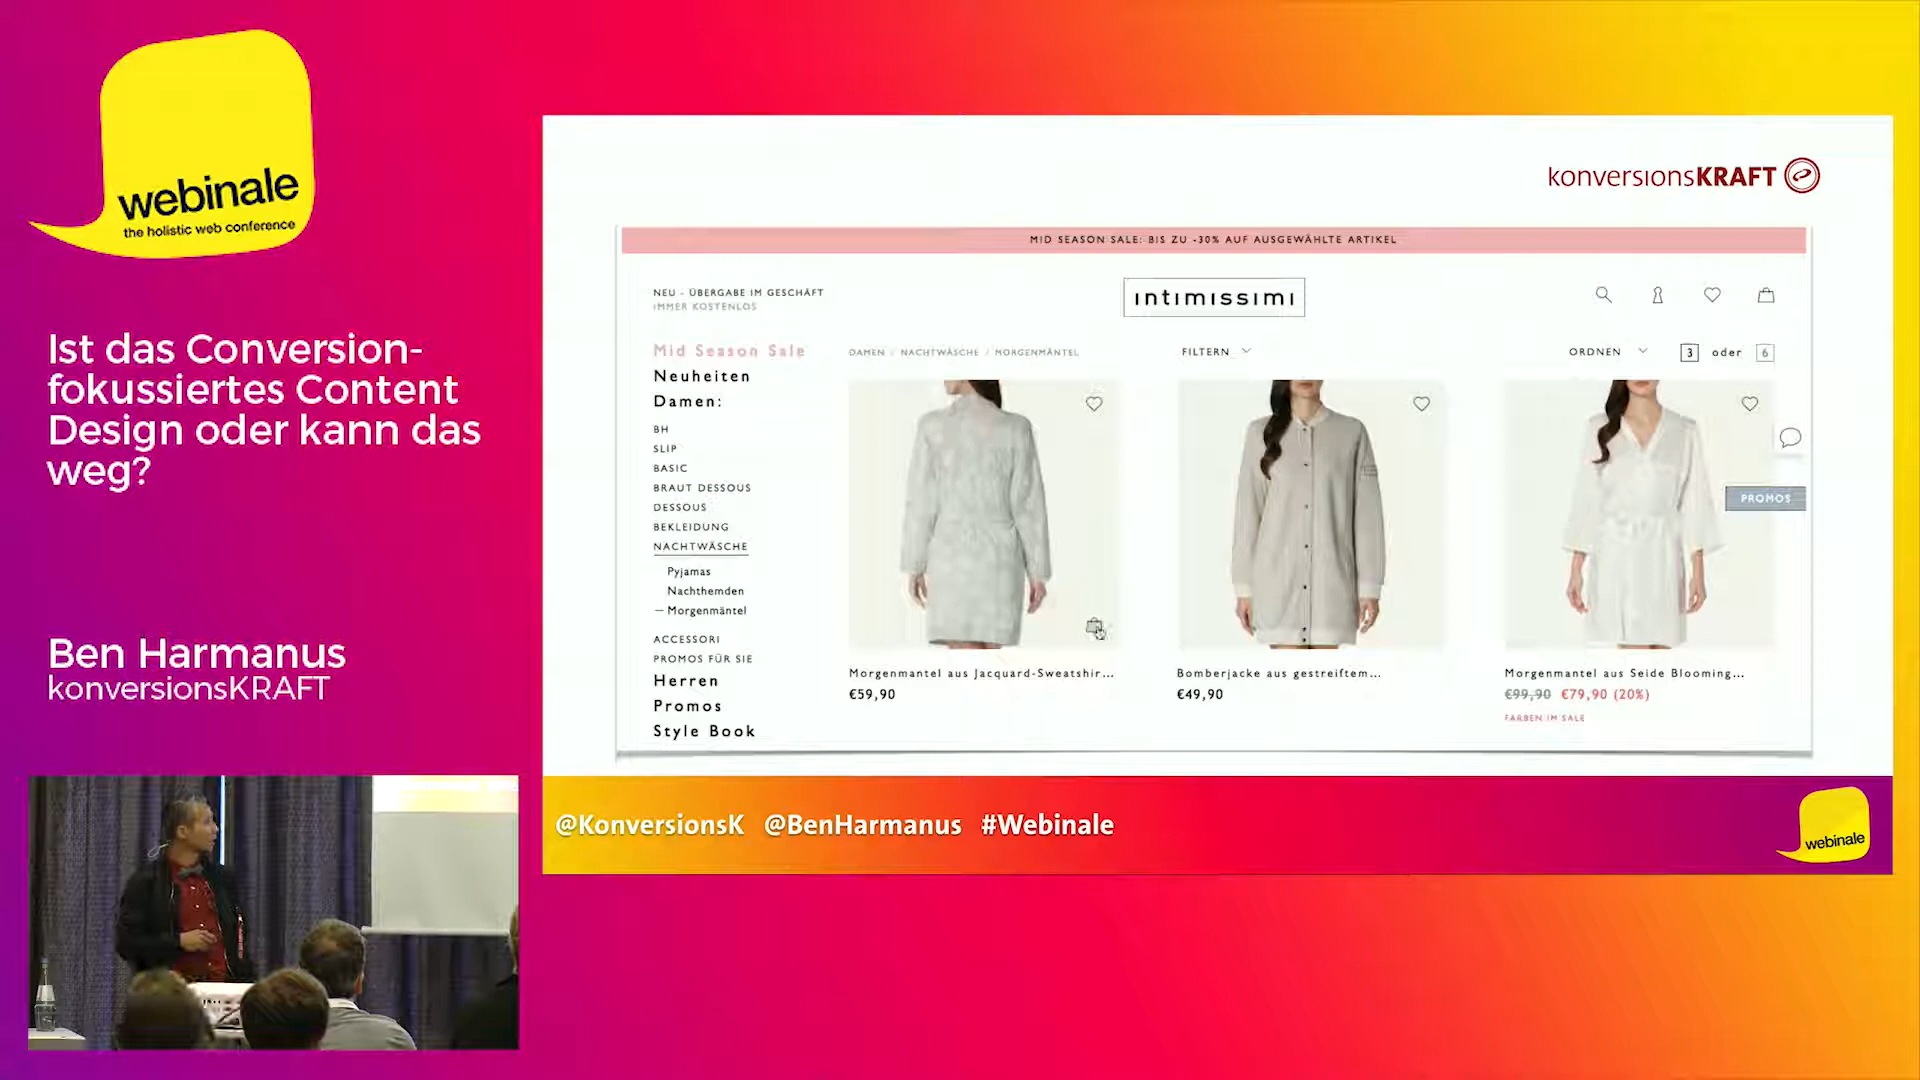 webinale
the holistic web conference
Ist das Conversion-
fokussiertes Content
Design oder kann das
weg?
Ben Harmanus
konversionsKRAFT
konversionsKRAFT
MID SEASON SALE: BIS ZU -30% AUF AUSGEWÄHLTE ARTIKEL
NEU - ÜBERGABE IM GESCHÄFT
IMMER KOSTENLOS
intimissimi
Mid Season Sale
Neuheiten
Damen:
BH
SLIP
BASIC
BRAUT DESSOUS
DESSOUS
BEKLEIDUNG
NACHTWÄSCHE
Pyjamas
Nachthemden
— Morgenmäntel
ACCESSORI
PROMOS FÜR SIE
Herren
Promos
Style Book
DAMEN / NACHTWÄSCHE / MORGENMÄNTEL
FILTERN
ORDNEN
3 oder 6
PROMOS
Morgenmantel aus Jacquard-Sweatshir...
€59,90
Bomberjacke aus gestreiftem...
€49,90
Morgenmantel aus Seide Blooming...
€99,90 €79,90 (20%)
FARBEN IM SALE
@KonversionsK @BenHarmanus #Webinale
webinale